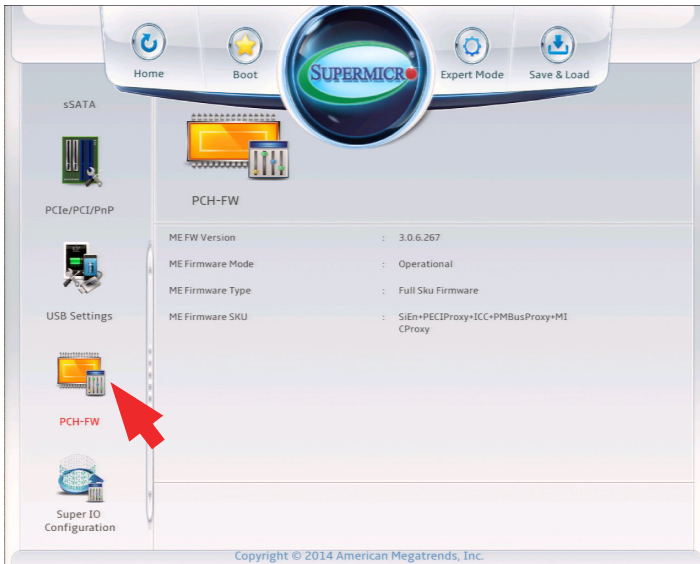 Home
Boot
SUPERMICRO
Expert Mode
Save & Load
sSATA
PCIe/PCI/PnP
USB Settings
PCH-FW
Super IO
Configuration
PCH-FW
ME FW Version : 3.0.6.267
ME Firmware Mode : Operational
ME Firmware Type : Full Sku Firmware
ME Firmware SKU : SiEn+PECIProxy+ICC+PMBusProxy+MI
CProxy
Copyright © 2014 American Megatrends, Inc.